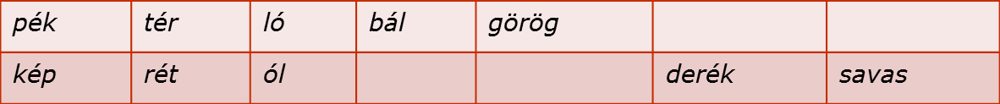 pék tér ló bál görög
kép rét ól derék savas